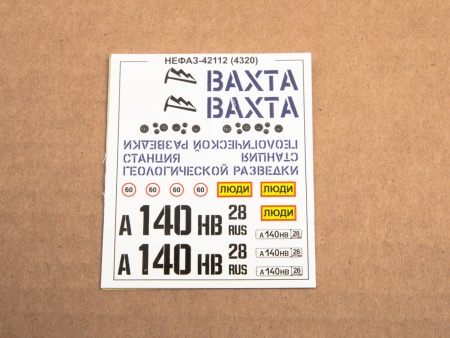 НЕФАЗ-42112 (4320)
ВАХТА
ВАХТА
ГЕОЛОГИЧЕСКОЙ РАЗВЕДКИ
СТАНЦИЯ СТАНЦИЯ
ГЕОЛОГИЧЕСКОЙ РАЗВЕДКИ
60 60 60 60 ЛЮДИ ЛЮДИ
ЛЮДИ
А 140 НВ 28 RUS
А 140 НВ 28
А 140 НВ 28
А 140 НВ 28 RUS
А 140 НВ 28